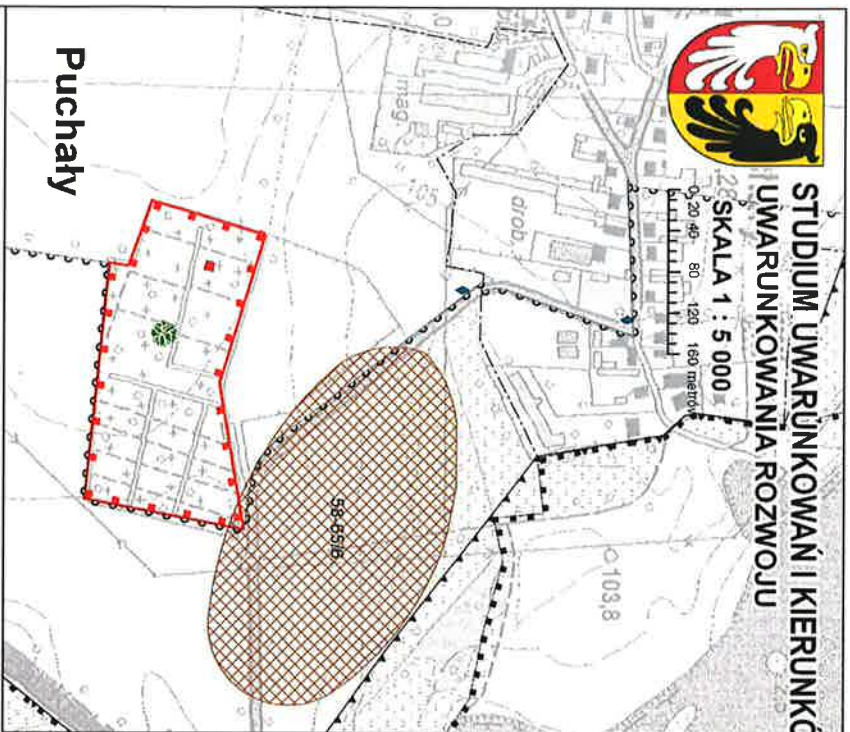 STUDIUM UWARUNKOWAŃ I KIERUNKÓ
UWARUNKOWANIA ROZWOJU
SKALA 1 : 5 000
0 20 40 80 120 160 metrów
28
mag.
drob.
105
103,8
58-65/6
Puchały